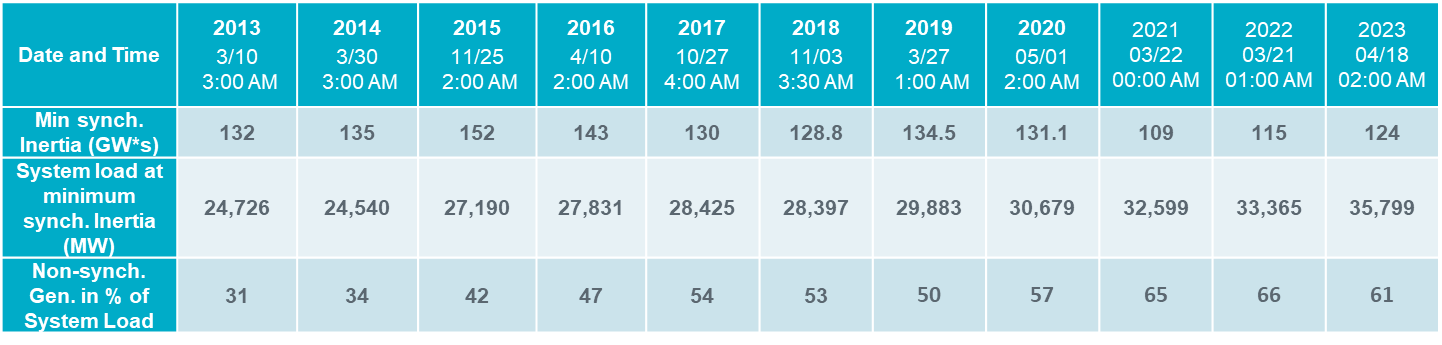 Date and Time 2013 3/10 3:00 AM 2014 3/30 3:00 AM 2015 11/25 2:00 AM 2016 4/10 2:00 AM 2017 10/27 4:00 AM 2018 11/03 3:30 AM 2019 3/27 1:00 AM 2020 05/01 2:00 AM 2021 03/22 00:00 AM 2022 03/21 01:00 AM 2023 04/18 02:00 AM
Min synch. Inertia (GW*s) 132 135 152 143 130 128.8 134.5 131.1 109 115 124
System load at minimum synch. Inertia (MW) 24,726 24,540 27,190 27,831 28,425 28,397 29,883 30,679 32,599 33,365 35,799
Non-synch. Gen. in % of System Load 31 34 42 47 54 53 50 57 65 66 61